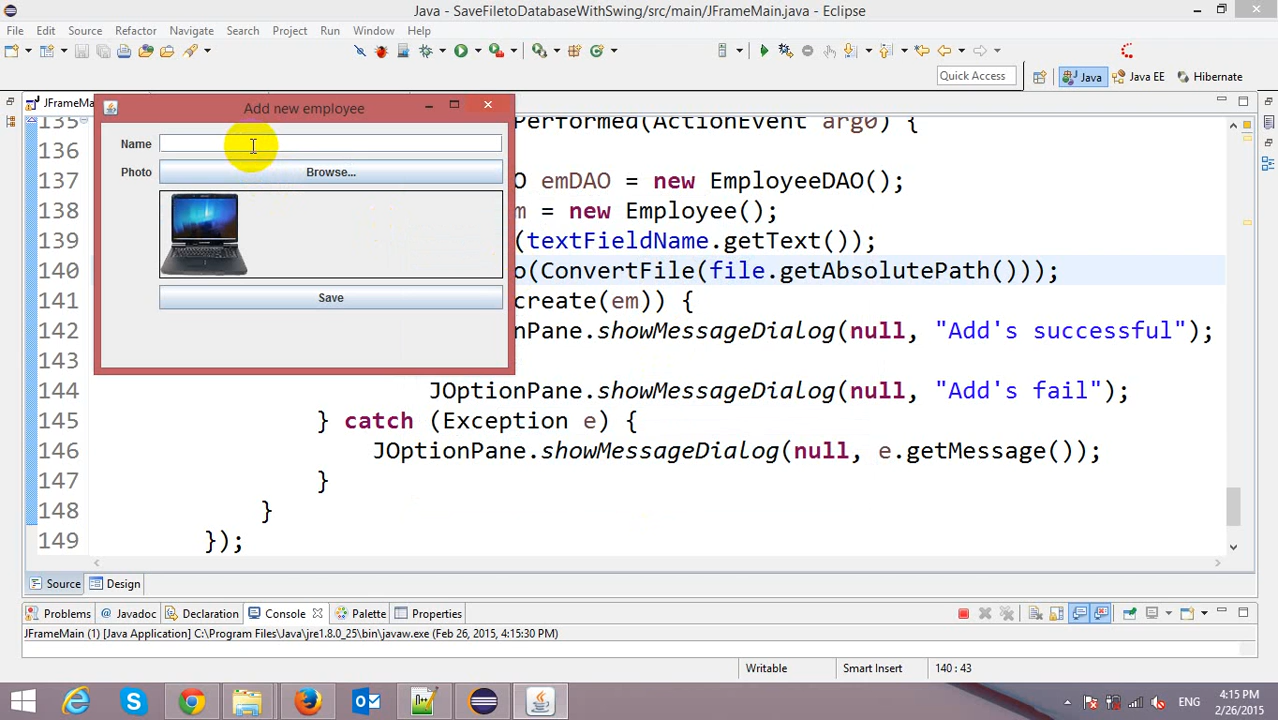 Java - SaveFiletoDatabaseWithSwing/src/main/JFrameMain.java - Eclipse
File Edit Source Refactor Navigate Search Project Run Window Help
Quick Access Java Java EE Hibernate
JFrameMa
Add new employee
Name
Photo Browse...
Save
135 Performed(ActionEvent arg0) {
136
137 O emDAO = new EmployeeDAO();
138 m = new Employee();
139 (textFieldName.getText());
140 o(ConvertFile(file.getAbsolutePath()));
141 create(em)) {
142 ptionPane.showMessageDialog(null, "Add's successful");
143
144 JOptionPane.showMessageDialog(null, "Add's fail");
145 } catch (Exception e) {
146 JOptionPane.showMessageDialog(null, e.getMessage());
147 }
148 }
149 });
Source Design
Problems Javadoc Declaration Console Palette Properties
JFrameMain (1) [Java Application] C:\Program Files\Java\jre1.8.0_25\bin\javaw.exe (Feb 26, 2015, 4:15:30 PM)
Writable Smart Insert 140 : 43
ENG 4:15 PM
2/26/2015